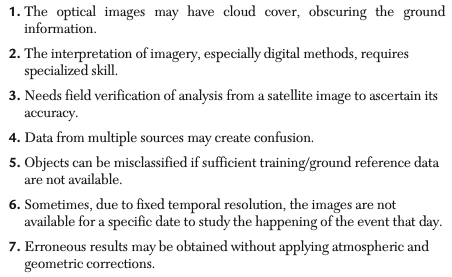 1. The optical images may have cloud cover, obscuring the ground
information.
2. The interpretation of imagery, especially digital methods, requires
specialized skill.
3. Needs field verification of analysis from a satellite image to ascertain its
accuracy.
4. Data from multiple sources may create confusion.
5. Objects can be misclassified if sufficient training/ground reference data
are not available.
6. Sometimes, due to fixed temporal resolution, the images are not
available for a specific date to study the happening of the event that day.
7. Erroneous results may be obtained without applying atmospheric and
geometric corrections.